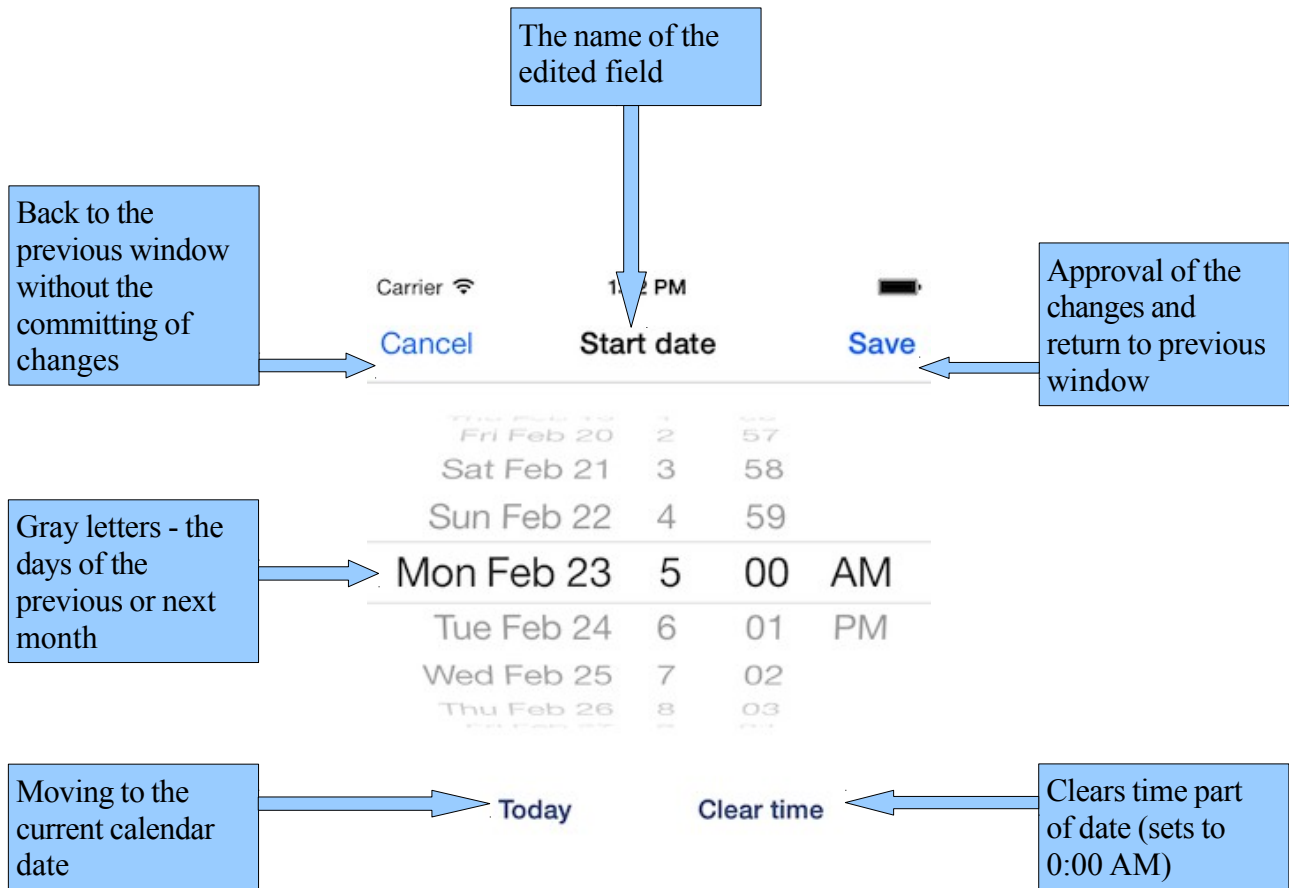 The name of the
edited field
Back to the
previous window
without the
committing of
changes
Carrier
PM
Cancel
Start date
Save
Approval of the
changes and
return to previous
window
Fri Feb 20 2 57
Sat Feb 21 3 58
Sun Feb 22 4 59
Mon Feb 23 5 00 AM
Tue Feb 24 6 01 PM
Wed Feb 25 7 02
Thu Feb 26 8 03
Gray letters - the
days of the
previous or next
month
Moving to the
current calendar
date
Today
Clear time
Clears time part
of date (sets to
0:00 AM)